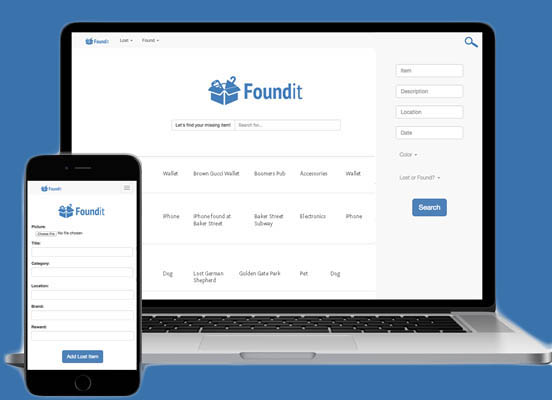 Foundit
Lost
Found
Foundit
Let's find your missing item!
Search for...
Item
Description
Location
Date
Color
Lost or Found?
Search
Wallet
Brown Gucci Wallet
Boomers Pub
Accessories
Wallet
iPhone
iPhone found at
Baker Street
Baker Street
Subway
Electronics
iPhone
Dog
Lost German
Shepherd
Golden Gate Park
Pet
Dog
Foundit
Foundit
Picture:
Choose File
No file chosen
Title:
Category:
Location:
Brand:
Reward:
Add Lost Item